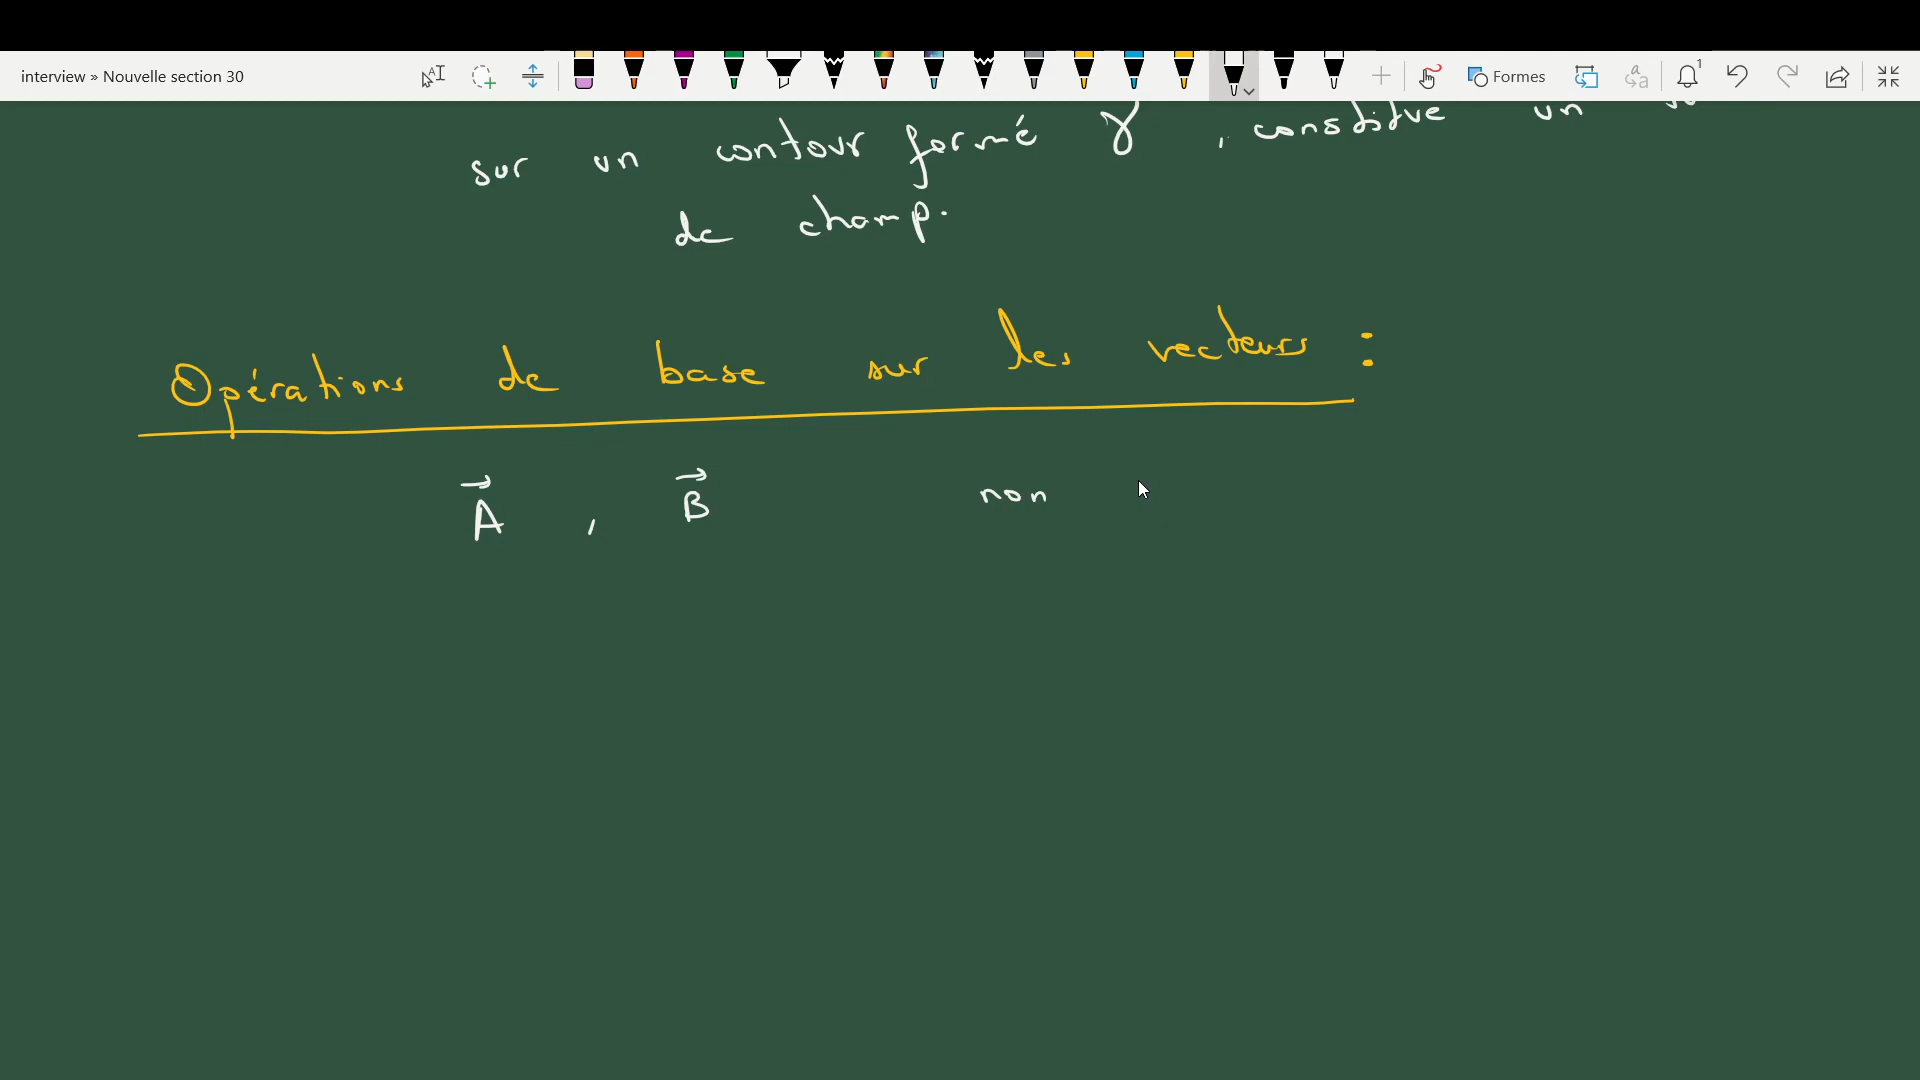 interview » Nouvelle section 30
Formes
1
sur un contour formé γ , constitue un
de champ.
Opérations de base sur les vecteurs :
A⃗ , B⃗ non